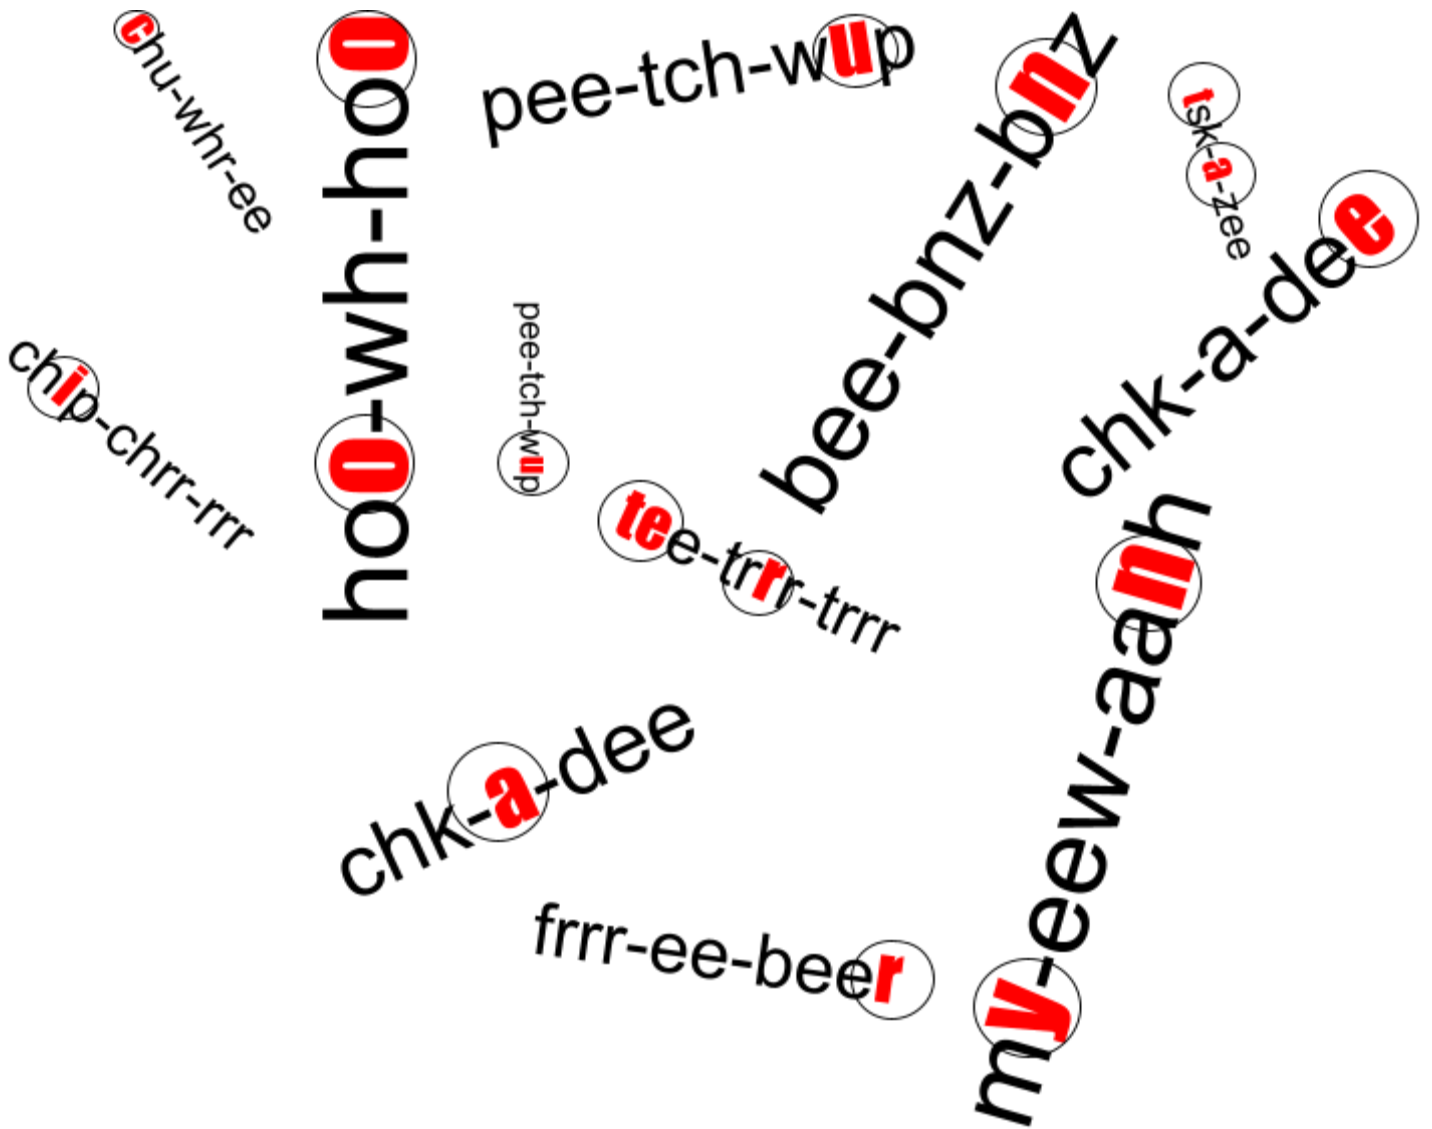 chu-whr-ee
hoo-wh-hoo
pee-tch-wup
bee-bnz-bnz
tsk-a-zee
chk-a-dee
chip-chrr-rrr
pee-tch-wup
tee-trrr-trrr
my-eew-aanh
chk-a-dee
frrr-ee-beer